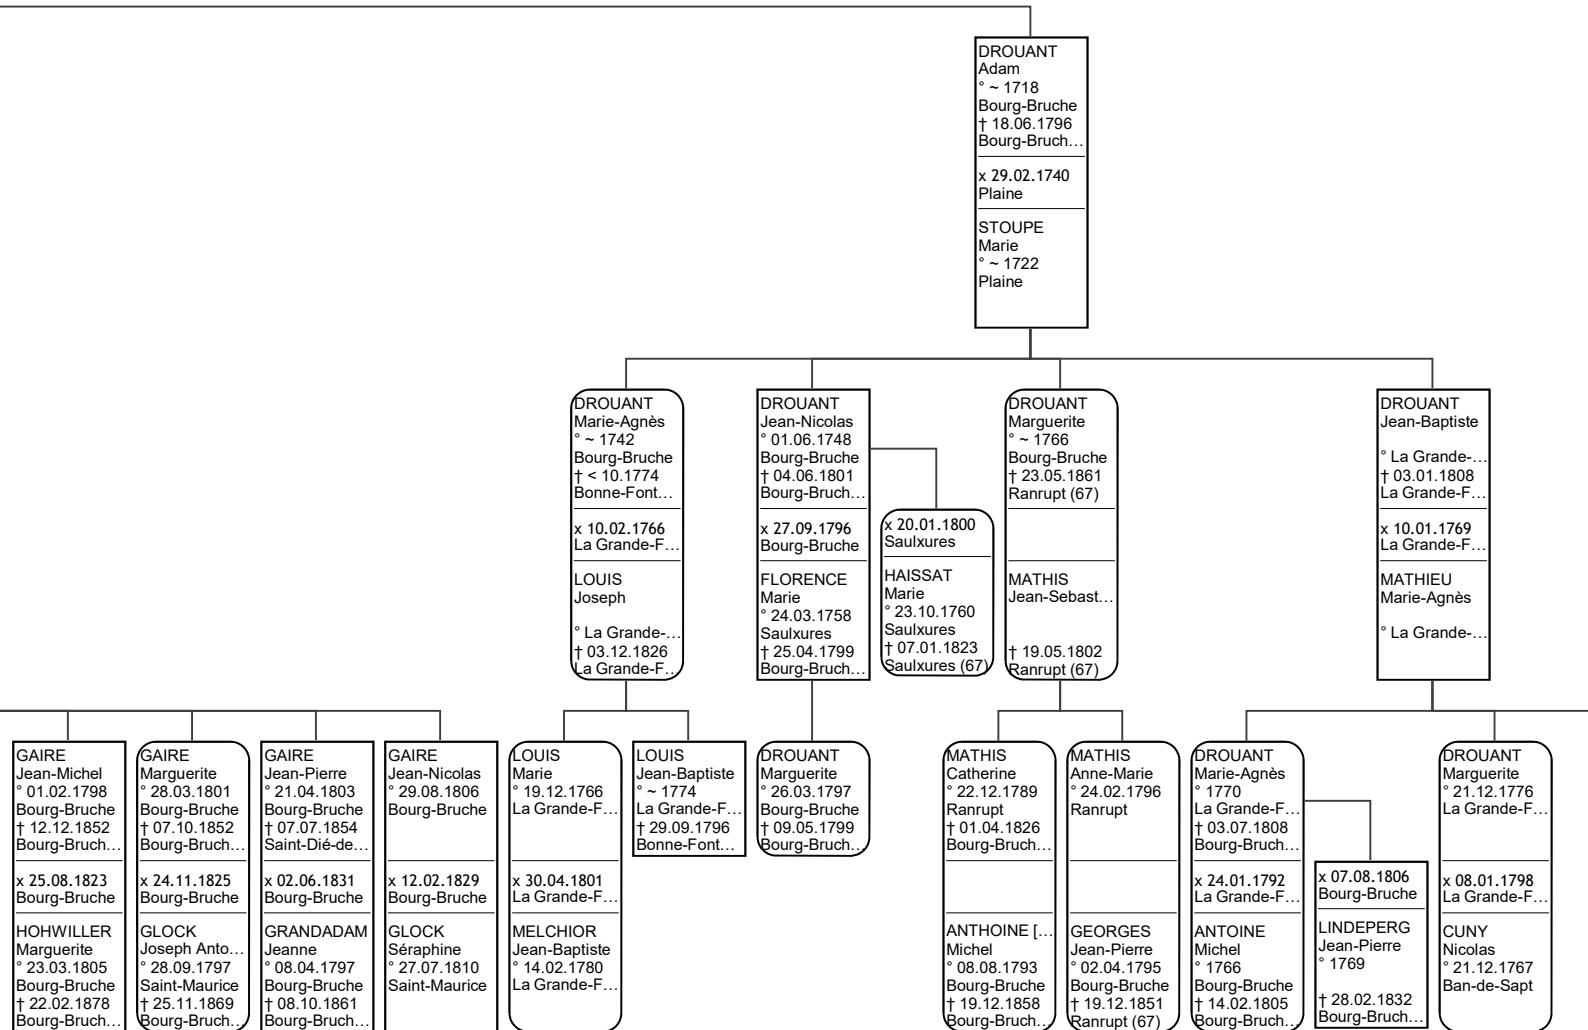 DROUANT
Adam
° ~ 1718
Bourg-Bruche
† 18.06.1796
Bourg-Bruch…
x 29.02.1740
Plaine
STOUPE
Marie
° ~ 1722
Plaine
DROUANT
Marie-Agnès
° ~ 1742
Bourg-Bruche
† < 10.1774
Bonne-Font…
x 10.02.1766
La Grande-F…
LOUIS
Joseph
° La Grande-…
† 03.12.1826
La Grande-F…
DROUANT
Jean-Nicolas
° 01.06.1748
Bourg-Bruche
† 04.06.1801
Bourg-Bruch…
x 27.09.1796
Bourg-Bruche
FLORENCE
Marie
° 24.03.1758
Saulxures
† 25.04.1799
Bourg-Bruch…
x 20.01.1800
Saulxures
HAISSAT
Marie
° 23.10.1760
Saulxures
† 07.01.1823
Saulxures (67)
DROUANT
Marguerite
° ~ 1766
Bourg-Bruche
† 23.05.1861
Ranrupt (67)
MATHIS
Jean-Sebast…
† 19.05.1802
Ranrupt (67)
DROUANT
Jean-Baptiste
° La Grande-…
† 03.01.1808
La Grande-F…
x 10.01.1769
La Grande-F…
MATHIEU
Marie-Agnès
° La Grande-…
GAIRE
Jean-Michel
° 01.02.1798
Bourg-Bruche
† 12.12.1852
Bourg-Bruch…
x 25.08.1823
Bourg-Bruche
HOHWILLER
Marguerite
° 23.03.1805
Bourg-Bruche
† 22.02.1878
Bourg-Bruch…
GAIRE
Marguerite
° 28.03.1801
Bourg-Bruche
† 07.10.1852
Bourg-Bruch…
x 24.11.1825
Bourg-Bruche
GLOCK
Joseph Anto…
° 28.09.1797
Saint-Maurice
† 25.11.1869
Bourg-Bruch…
GAIRE
Jean-Pierre
° 21.04.1803
Bourg-Bruche
† 07.07.1854
Saint-Dié-de…
x 02.06.1831
Bourg-Bruche
GRANDADAM
Jeanne
° 08.04.1797
Bourg-Bruche
† 08.10.1861
Bourg-Bruch…
GAIRE
Jean-Nicolas
° 29.08.1806
Bourg-Bruche
x 12.02.1829
Bourg-Bruche
GLOCK
Séraphine
° 27.07.1810
Saint-Maurice
LOUIS
Marie
° 19.12.1766
La Grande-F…
x 30.04.1801
La Grande-F…
MELCHIOR
Jean-Baptiste
° 14.02.1780
La Grande-F…
LOUIS
Jean-Baptiste
° ~ 1774
La Grande-F…
† 29.09.1796
Bonne-Font…
DROUANT
Marguerite
° 26.03.1797
Bourg-Bruche
† 09.05.1799
Bourg-Bruch…
MATHIS
Catherine
° 22.12.1789
Ranrupt
† 01.04.1826
Bourg-Bruch…
ANTHOINE […
Michel
° 08.08.1793
Bourg-Bruche
† 19.12.1858
Bourg-Bruch…
MATHIS
Anne-Marie
° 24.02.1796
Ranrupt
GEORGES
Jean-Pierre
° 02.04.1795
Bourg-Bruche
† 19.12.1851
Ranrupt (67)
DROUANT
Marie-Agnès
° 1770
La Grande-F…
† 03.07.1808
Bourg-Bruch…
x 24.01.1792
La Grande-F…
ANTOINE
Michel
° 1766
Bourg-Bruche
† 14.02.1805
Bourg-Bruch…
x 07.08.1806
Bourg-Bruche
LINDEPERG
Jean-Pierre
° 1769
† 28.02.1832
Bourg-Bruch…
DROUANT
Marguerite
° 21.12.1776
La Grande-F…
x 08.01.1798
La Grande-F…
CUNY
Nicolas
° 21.12.1767
Ban-de-Sapt